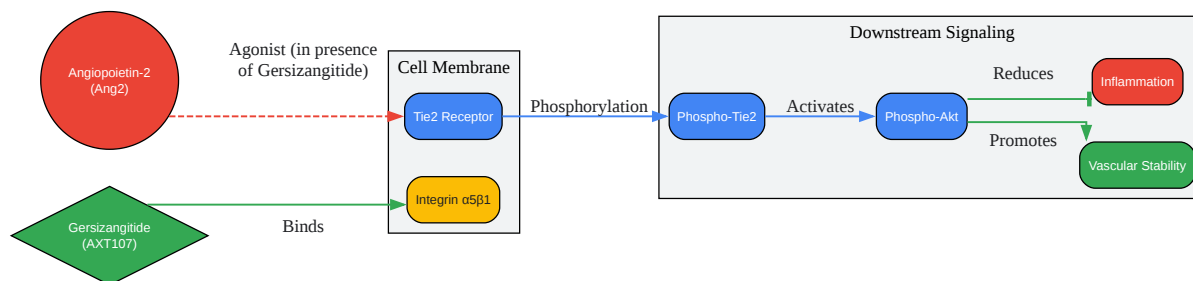 Angiopoietin-2
(Ang2)
Agonist (in presence
of Gersizangitide)
Cell Membrane
Tie2 Receptor
Integrin α5β1
Gersizangitide
(AXT107)
Binds
Phosphorylation
Downstream Signaling
Phospho-Tie2
Activates
Phospho-Akt
Reduces
Inflammation
Promotes
Vascular Stability